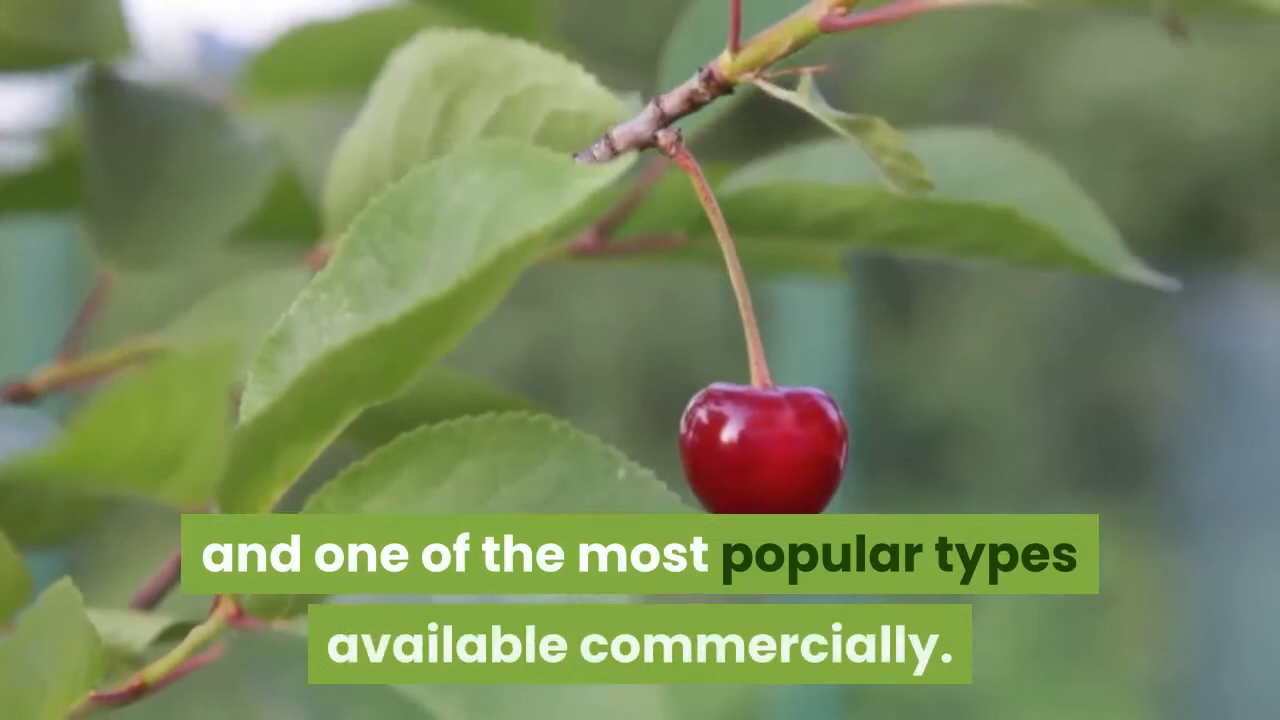 and one of the most popular types
available commercially.